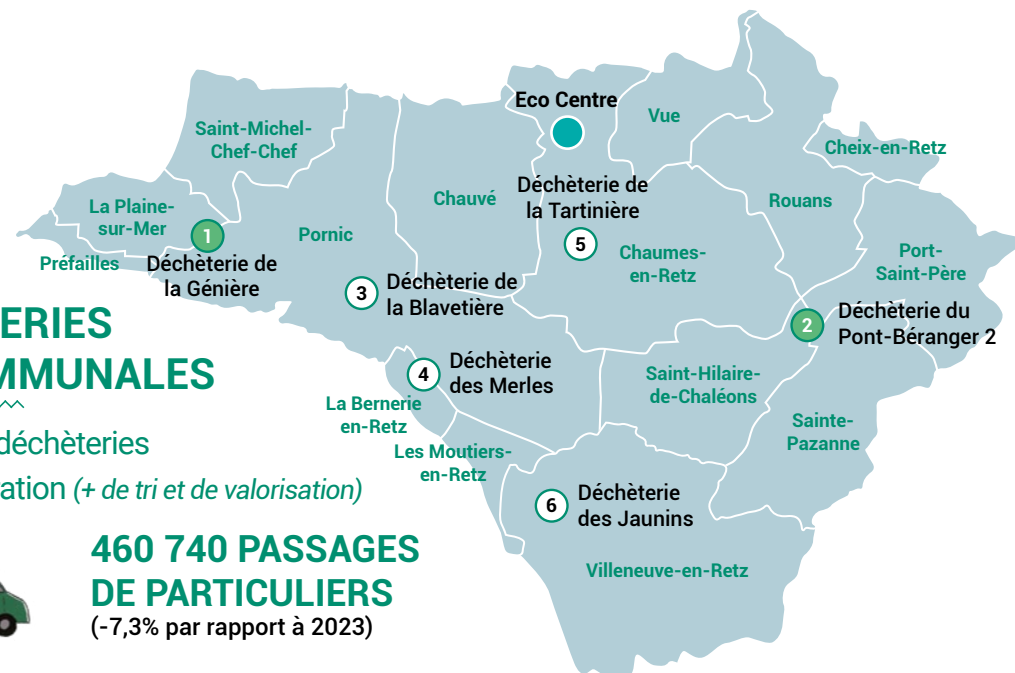 Eco Centre
Vue
Saint-Michel-
Chef-Chef
Cheix-en-Retz
Déchèterie de
la Tartinière
Chauvé
Rouans
La Plaine-
sur-Mer
1
Pornic
5
Chaumes-
en-Retz
Port-
Saint-Père
Préfailles
Déchèterie de
la Génière
3
Déchèterie de
la Blavetière
2
Déchèterie du
Pont-Béranger 2
4
Déchèterie
des Merles
Saint-Hilaire-
de-Chaléons
La Bernerie
en-Retz
Sainte-
Pazanne
Les Moutiers-
en-Retz
6
Déchèterie
des Jaunins
Villeneuve-en-Retz
ERIES
MMUNALES
déchèteries
ration (+ de tri et de valorisation)
460 740 PASSAGES
DE PARTICULIERS
(-7,3% par rapport à 2023)